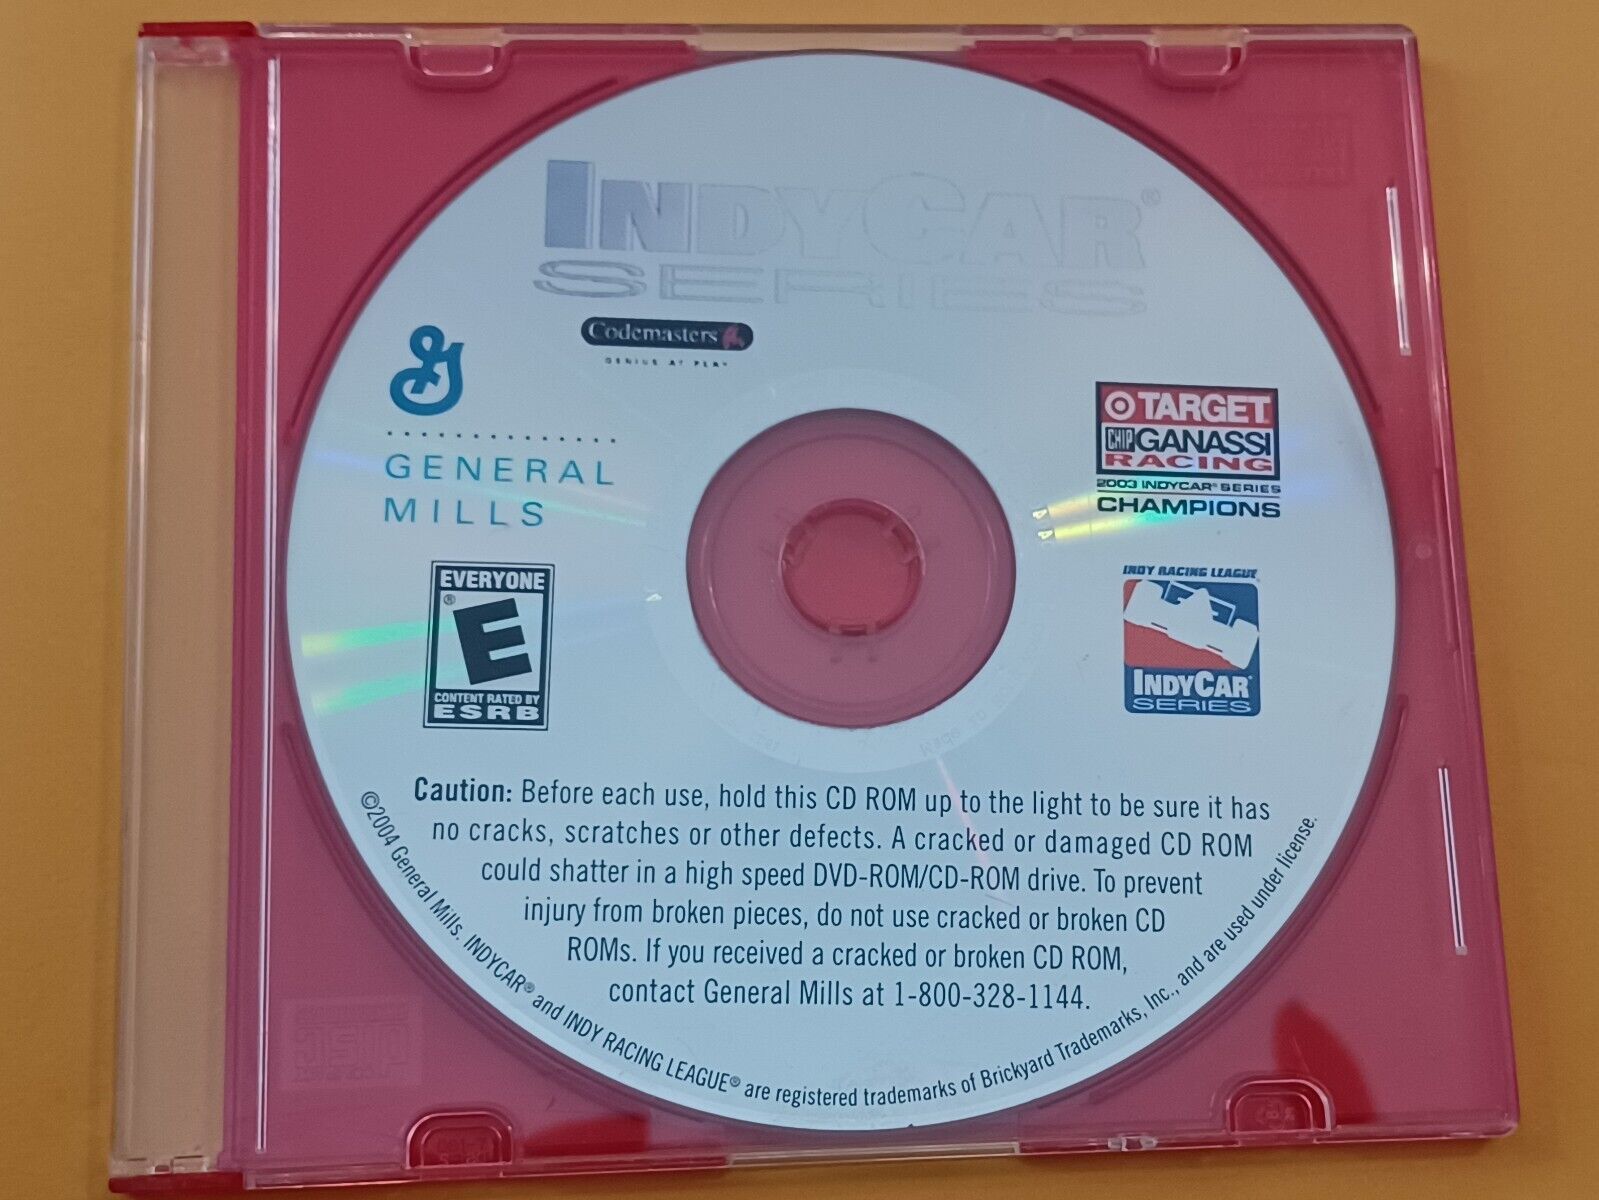 INDYCAR®
SERIES
Codemasters
GENIUS AT PLAY
G
GENERAL
MILLS
TARGET
CHIP GANASSI
RACING
2003 INDYCAR® SERIES
CHAMPIONS
EVERYONE
®
E
CONTENT RATED BY
ESRB
INDY RACING LEAGUE
INDYCAR®
SERIES
Caution: Before each use, hold this CD ROM up to the light to be sure it has
no cracks, scratches or other defects. A cracked or damaged CD ROM
could shatter in a high speed DVD-ROM/CD-ROM drive. To prevent
injury from broken pieces, do not use cracked or broken CD
ROMs. If you received a cracked or broken CD ROM,
contact General Mills at 1-800-328-1144.
©2004 General Mills. INDYCAR® and INDY RACING LEAGUE® are registered trademarks of Brickyard Trademarks, Inc., and are used under license.